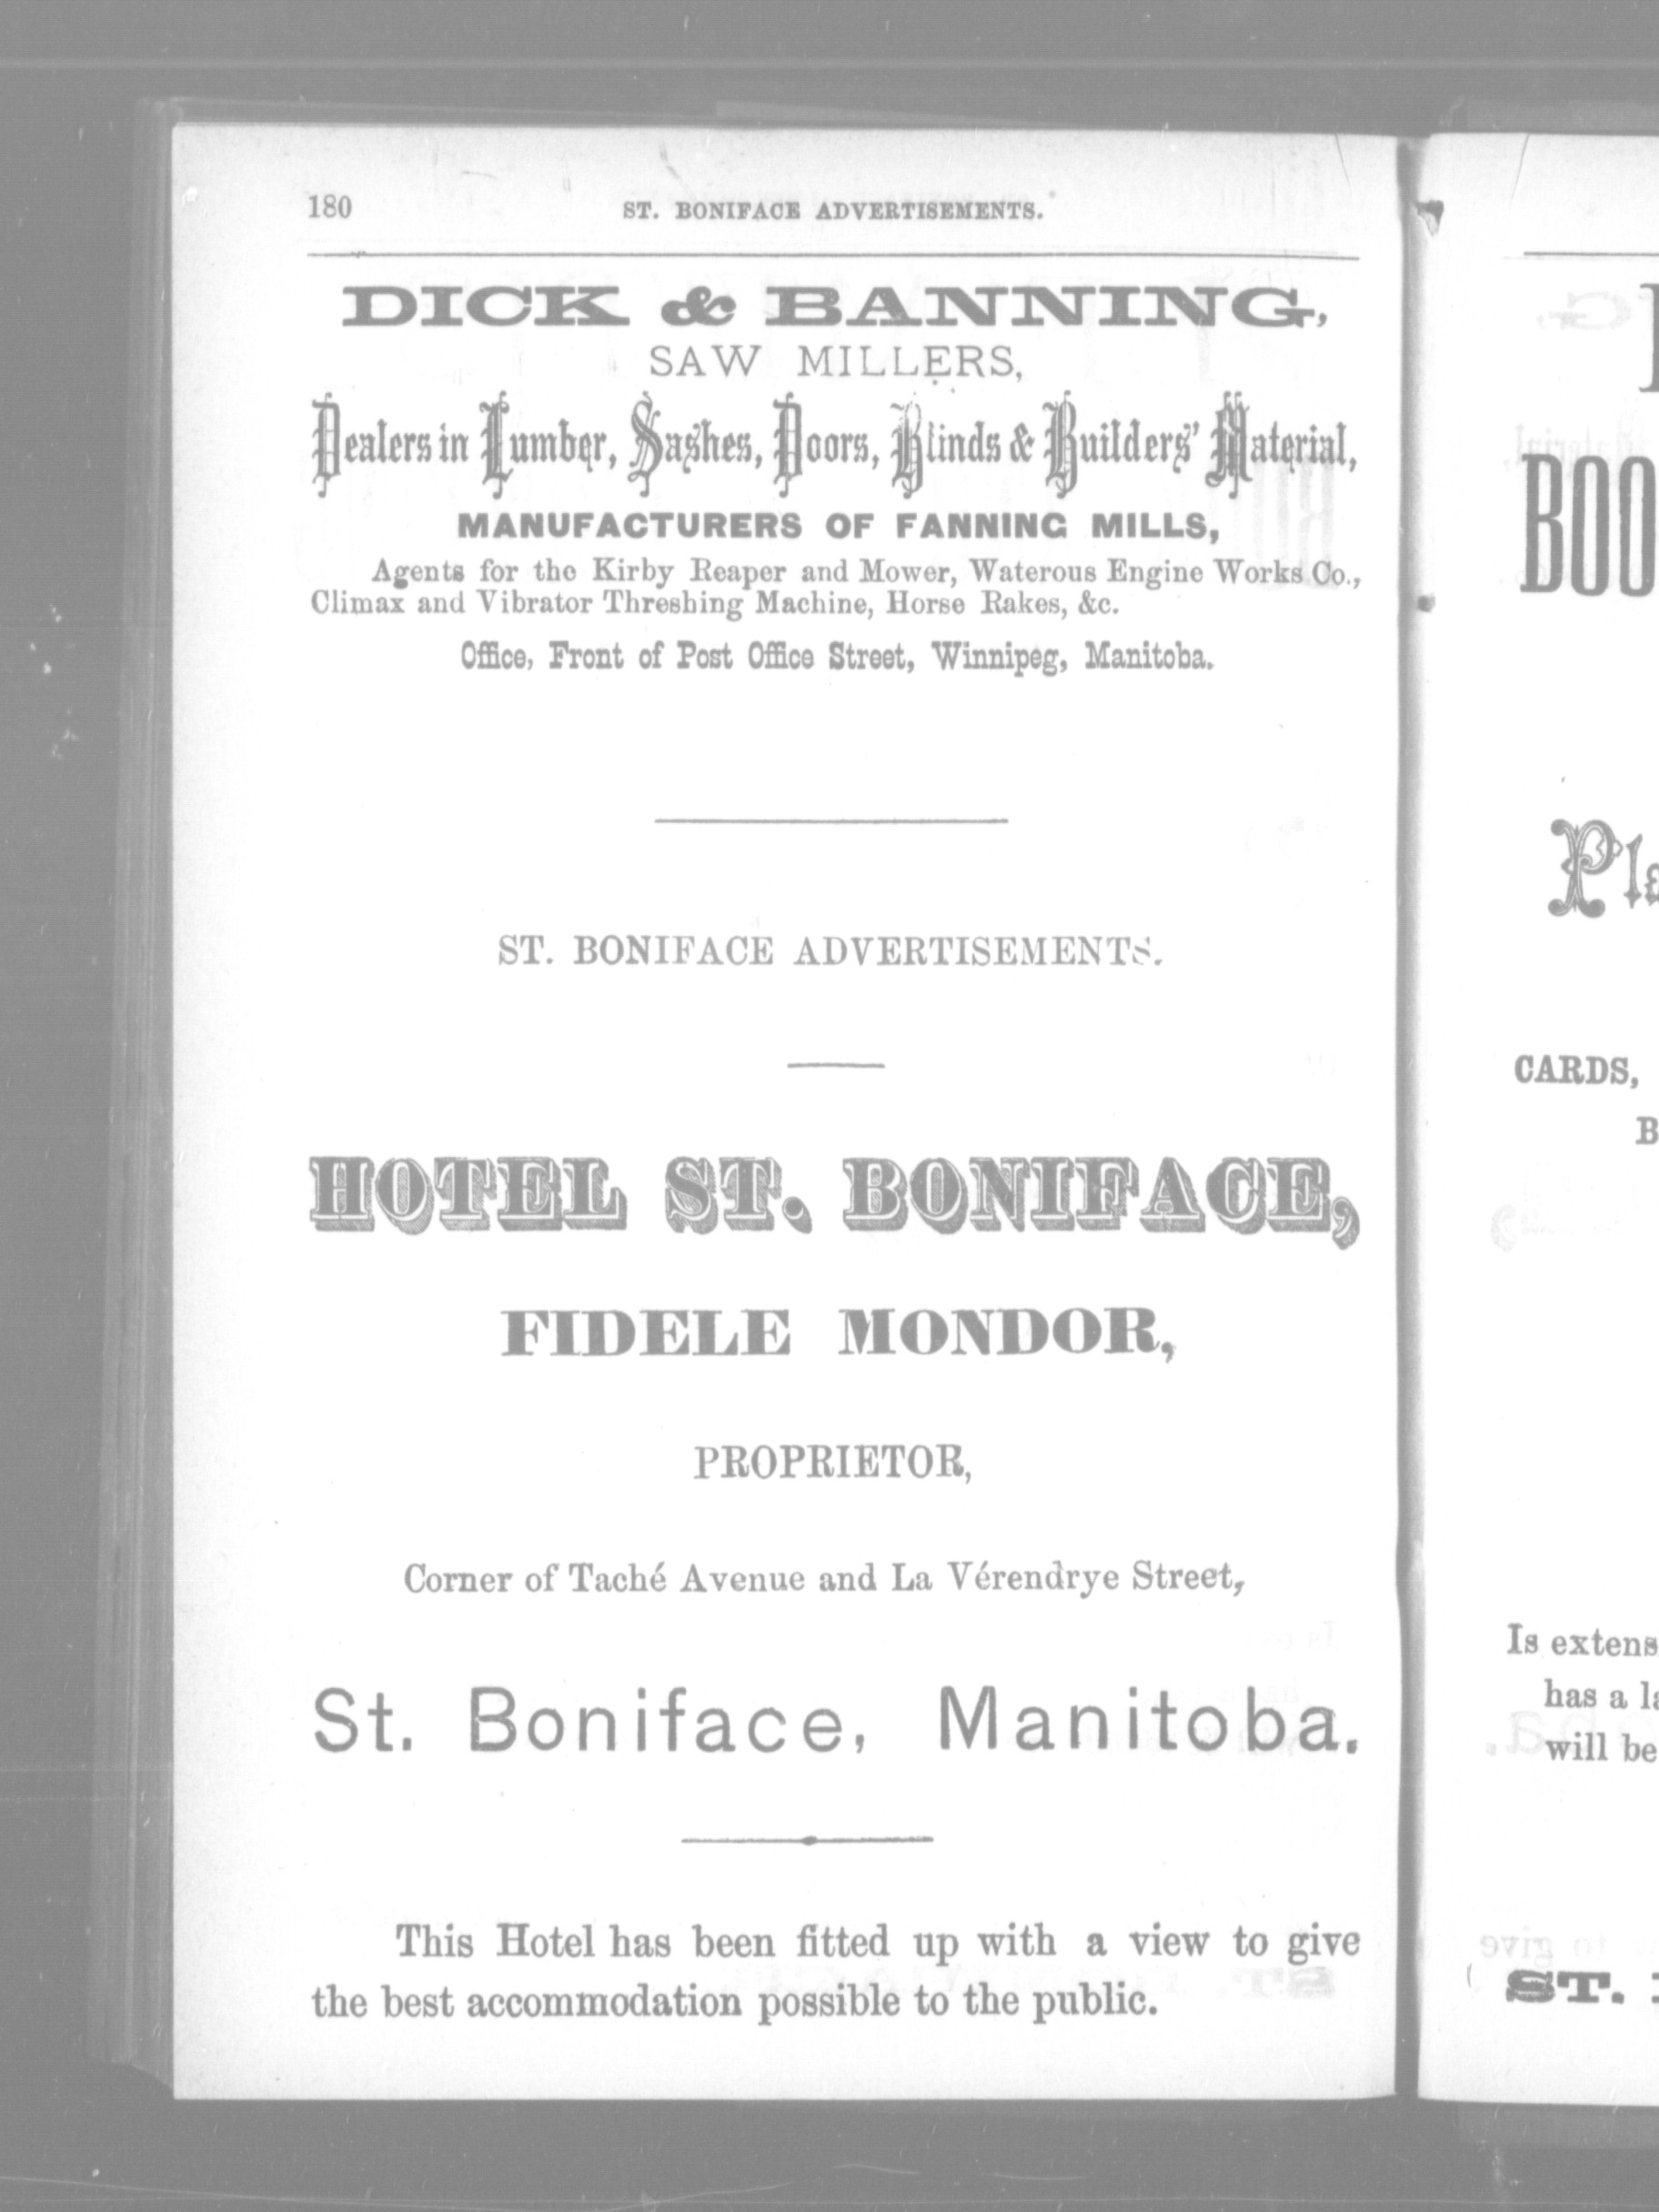 180 ST. BONIFACE ADVERTISEMENTS.
DICK & BANNING,
SAW MILLERS,
Dealers in Lumber, Sashes, Doors, Blinds & Builders' Material,
MANUFACTURERS OF FANNING MILLS,
Agents for the Kirby Reaper and Mower, Waterous Engine Works Co.,
Climax and Vibrator Threshing Machine, Horse Rakes, &c.
Office, Front of Post Office Street, Winnipeg, Manitoba.
ST. BONIFACE ADVERTISEMENTS.
HOTEL ST. BONIFACE,
FIDELE MONDOR,
PROPRIETOR,
Corner of Taché Avenue and La Vérendrye Street,
St. Boniface, Manitoba.
This Hotel has been fitted up with a view to give
the best accommodation possible to the public.
BOO
Pla
CARDS,
B
Is extens
has a la
will be
ST.